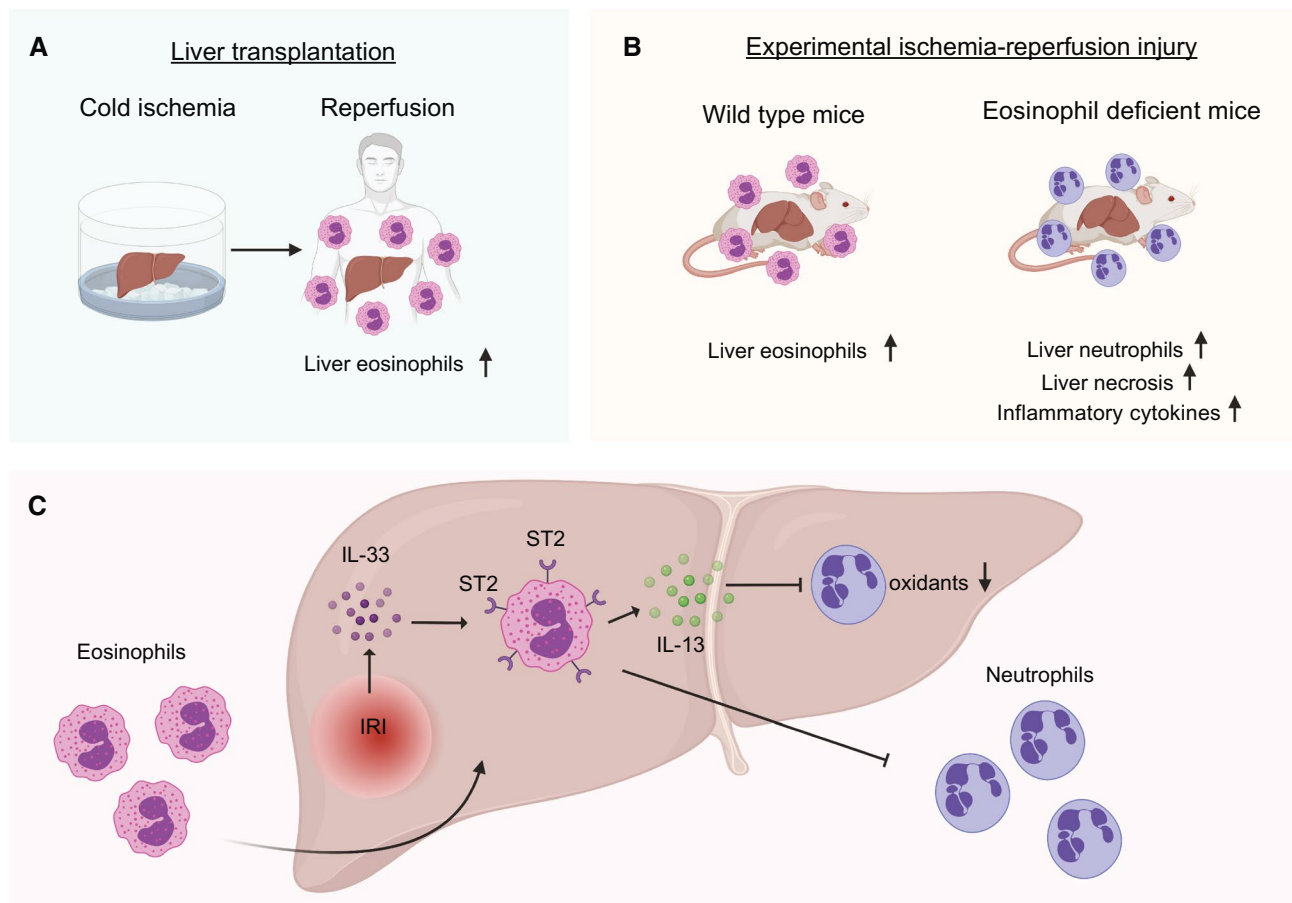 A
Liver transplantation
Cold ischemia
Reperfusion
Liver eosinophils
B
Experimental ischemia-reperfusion injury
Wild type mice
Eosinophil deficient mice
Liver eosinophils
Liver neutrophils
Liver necrosis
Inflammatory cytokines
C
IL-33
ST2
ST2
oxidants
IL-13
Eosinophils
Neutrophils
IRI